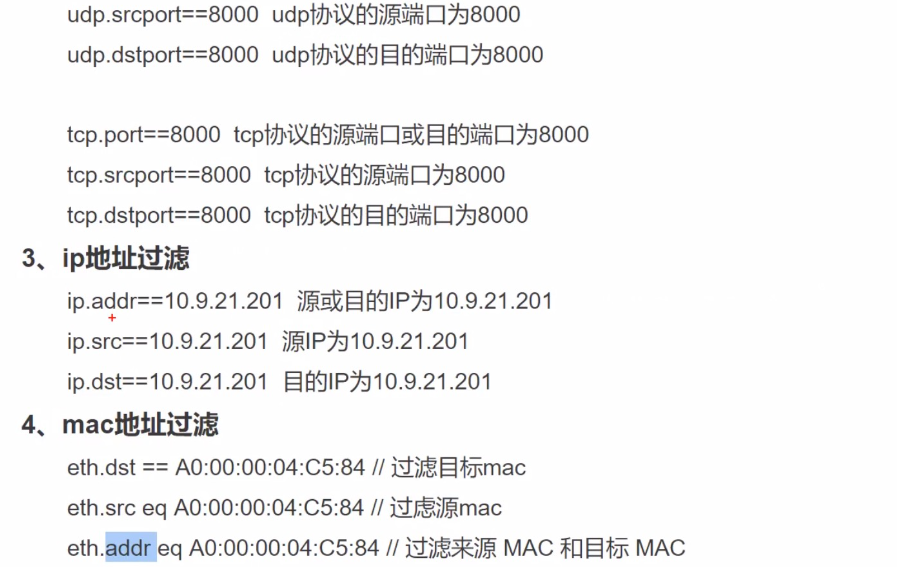 udp.srcport==8000  udp协议的源端口为8000
udp.dstport==8000  udp协议的目的端口为8000
tcp.port==8000  tcp协议的源端口或目的端口为8000
tcp.srcport==8000  tcp协议的源端口为8000
tcp.dstport==8000  tcp协议的目的端口为8000
3、ip地址过滤
ip.addr==10.9.21.201  源或目的IP为10.9.21.201
ip.src==10.9.21.201  源IP为10.9.21.201
ip.dst==10.9.21.201  目的IP为10.9.21.201
4、mac地址过滤
eth.dst == A0:00:00:04:C5:84 // 过滤目标mac
eth.src eq A0:00:00:04:C5:84 // 过虑源mac
eth.addr eq A0:00:00:04:C5:84 // 过滤来源 MAC 和目标 MAC